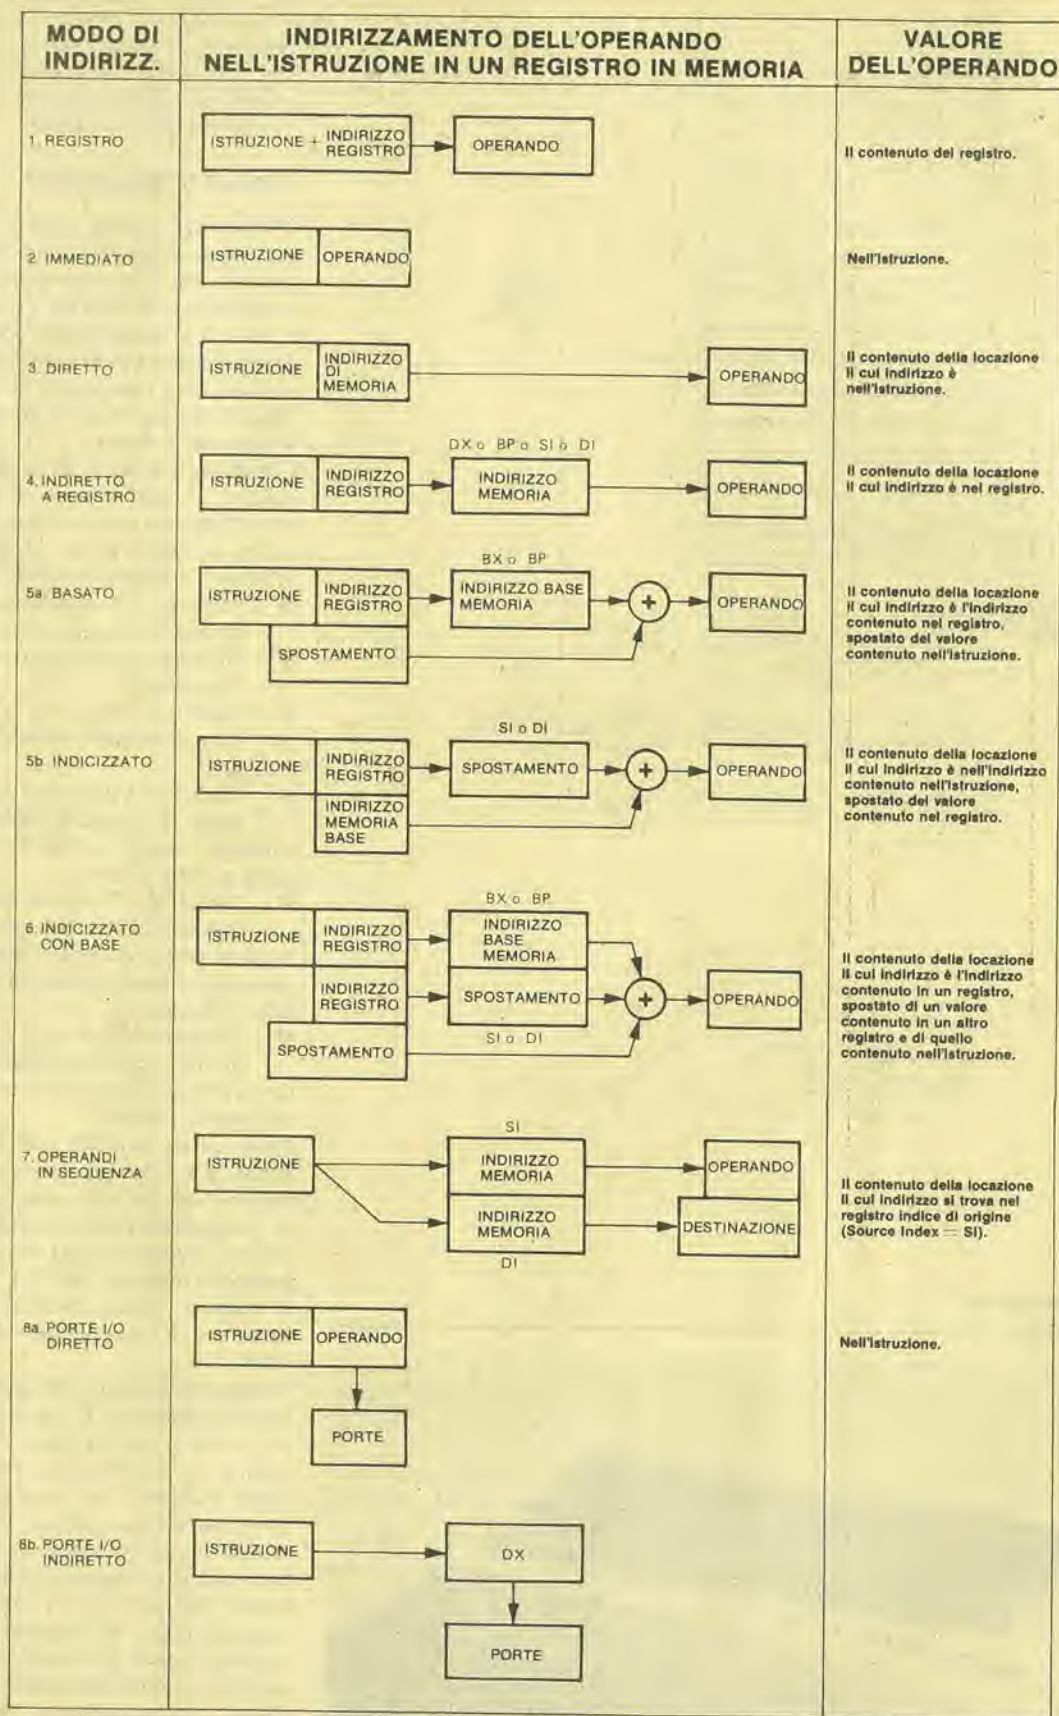 MODO DI
INDIRIZZ.
INDIRIZZAMENTO DELL'OPERANDO
NELL'ISTRUZIONE IN UN REGISTRO IN MEMORIA
VALORE
DELL'OPERANDO
1. REGISTRO
ISTRUZIONE + INDIRIZZO
REGISTRO
OPERANDO
Il contenuto del registro.
2. IMMEDIATO
ISTRUZIONE
OPERANDO
Nell'istruzione.
3. DIRETTO
ISTRUZIONE
INDIRIZZO
DI
MEMORIA
OPERANDO
Il contenuto della locazione
il cui indirizzo è
nell'istruzione.
4. INDIRETTO
A REGISTRO
ISTRUZIONE
INDIRIZZO
REGISTRO
DX o BP o SI o DI
INDIRIZZO
MEMORIA
OPERANDO
Il contenuto della locazione
il cui indirizzo è nel registro.
5a. BASATO
ISTRUZIONE
INDIRIZZO
REGISTRO
SPOSTAMENTO
BX o BP
INDIRIZZO BASE
MEMORIA
+
OPERANDO
Il contenuto della locazione
il cui indirizzo è l'indirizzo
contenuto nel registro,
spostato del valore
contenuto nell'istruzione.
5b. INDICIZZATO
ISTRUZIONE
INDIRIZZO
REGISTRO
INDIRIZZO
MEMORIA
BASE
SI o DI
SPOSTAMENTO
+
OPERANDO
Il contenuto della locazione
il cui indirizzo è nell'indirizzo
contenuto nell'istruzione,
spostato del valore
contenuto nel registro.
6. INDICIZZATO
CON BASE
ISTRUZIONE
INDIRIZZO
REGISTRO
INDIRIZZO
REGISTRO
SPOSTAMENTO
BX o BP
INDIRIZZO
BASE
MEMORIA
SPOSTAMENTO
SI o DI
+
OPERANDO
Il contenuto della locazione
il cui indirizzo è l'indirizzo
contenuto in un registro,
spostato di un valore
contenuto in un altro
registro e di quello
contenuto nell'istruzione.
7. OPERANDI
IN SEQUENZA
ISTRUZIONE
SI
INDIRIZZO
MEMORIA
INDIRIZZO
MEMORIA
DI
OPERANDO
DESTINAZIONE
Il contenuto della locazione
il cui indirizzo si trova nel
registro indice di origine
(Source Index = SI).
8a. PORTE I/O
DIRETTO
ISTRUZIONE
OPERANDO
PORTE
Nell'istruzione.
8b. PORTE I/O
INDIRETTO
ISTRUZIONE
DX
PORTE